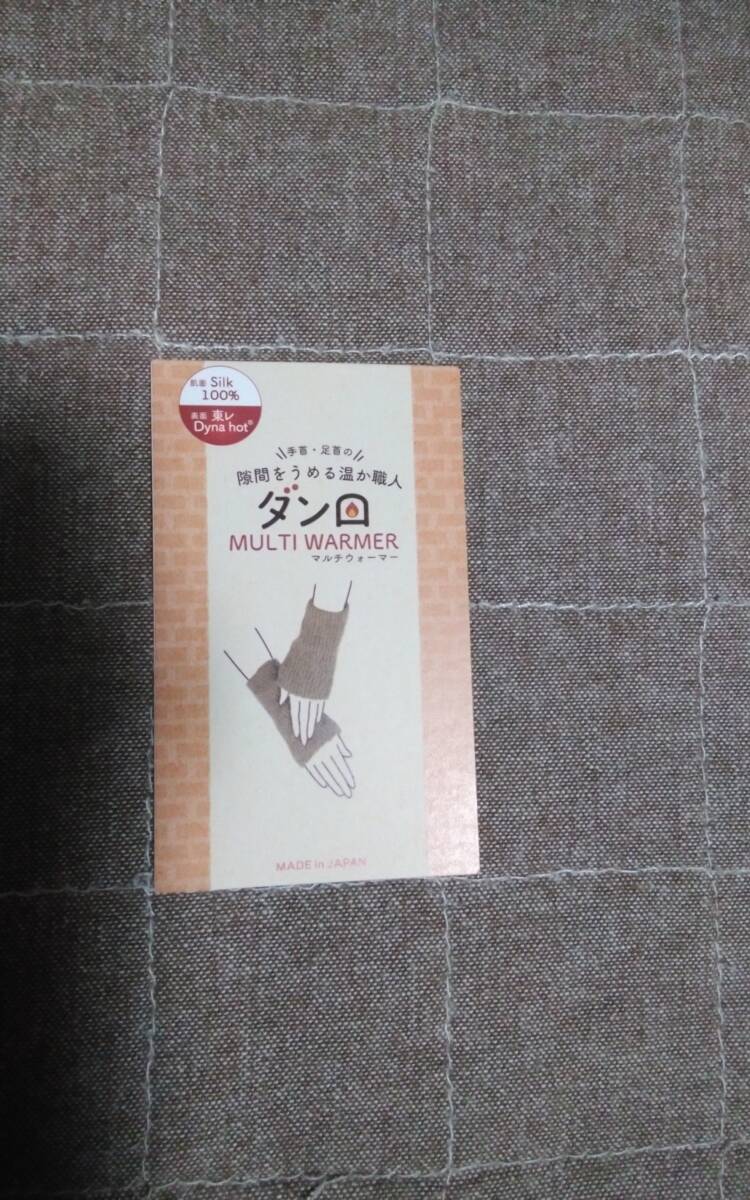 肌面 Silk
100%
表面 東レ
Dyna hot®
手首・足首の
隙間をうめる温か職人
ダンロ
MULTI WARMER
マルチウォーマー
MADE in JAPAN